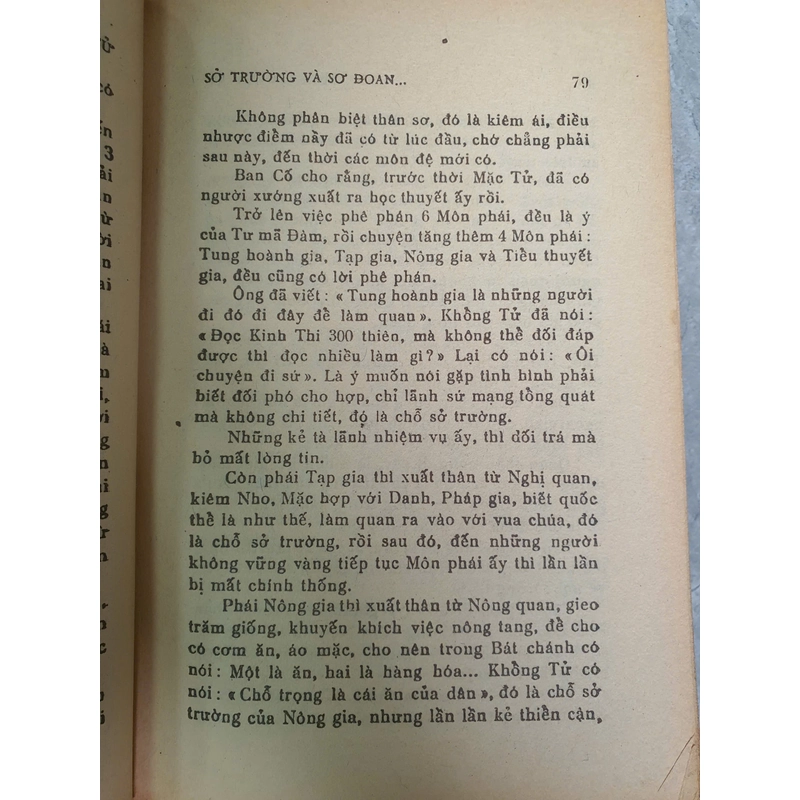 SỞ TRƯỜNG VÀ SƠ ĐOAN... 79
Không phân biệt thân sơ, đó là kiêm ái, điều
nhược điểm nầy đã có từ lúc đầu, chớ chẳng phải
sau này, đến thời các môn đệ mới có.
Ban Cố cho rằng, trước thời Mặc Tử, đã có
người xướng xuất ra học thuyết ấy rồi.
Trở lên việc phê phán 6 Môn phái, đều là ý
của Tư mã Đàm, rồi chuyện tăng thêm 4 Môn phái :
Tung hoành gia, Tạp gia, Nông gia và Tiểu thuyết
gia, đều cũng có lời phê phán.
Ông đã viết : « Tung hoành gia là những người
đi đó đi đây để làm quan ». Khổng Tử đã nói :
« Đọc Kinh Thi 300 thiên, mà không thể đối đáp
được thì đọc nhiều làm gì ? » Lại có nói : « Ôi
chuyện đi sứ ». Là ý muốn nói gặp tình hình phải
biết đối phó cho hợp, chỉ lãnh sứ mạng tổng quát
mà không chi tiết, đó là chỗ sở trường.
Những kẻ tà lãnh nhiệm vụ ấy, thì dối trá mà
bỏ mất lòng tin.
Còn phái Tạp gia thì xuất thân từ Nghị quan,
kiêm Nho, Mặc hợp với Danh, Pháp gia, biết quốc
thể là như thế, làm quan ra vào với vua chúa, đó
là chỗ sở trường, rồi sau đó, đến những người
không vững vàng tiếp tục Môn phái ấy thì lần lần
bị mất chính thống.
Phái Nông gia thì xuất thân từ Nông quan, gieo
trăm giống, khuyến khích việc nông tang, để cho
có cơm ăn, áo mặc, cho nên trong Bát chánh có
nói : Một là ăn, hai là hàng hóa... Khổng Tử có
nói : « Chỗ trọng là cái ăn của dân », đó là chỗ sở
trường của Nông gia, nhưng lần lần kẻ thiển cận,